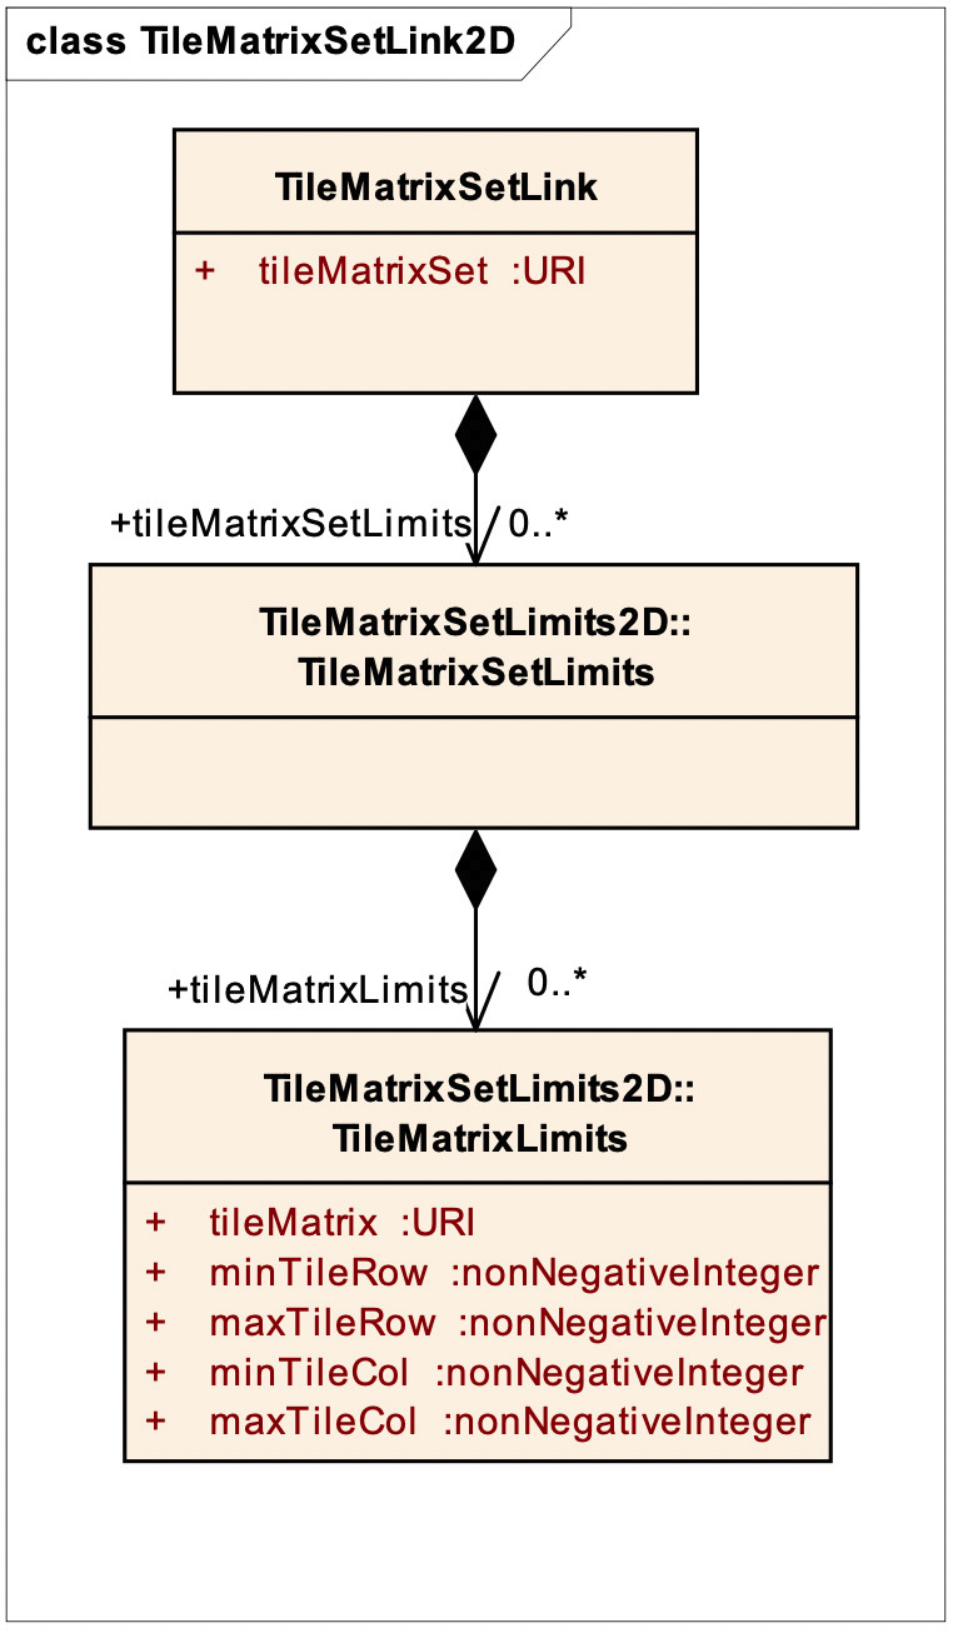 class TileMatrixSetLink2D
TileMatrixSetLink
+ tileMatrixSet :URI
+tileMatrixSetLimits 0..*
TileMatrixSetLimits2D::
TileMatrixSetLimits
+tileMatrixLimits 0..*
TileMatrixSetLimits2D::
TileMatrixLimits
+ tileMatrix :URI
+ minTileRow :nonNegativeInteger
+ maxTileRow :nonNegativeInteger
+ minTileCol :nonNegativeInteger
+ maxTileCol :nonNegativeInteger